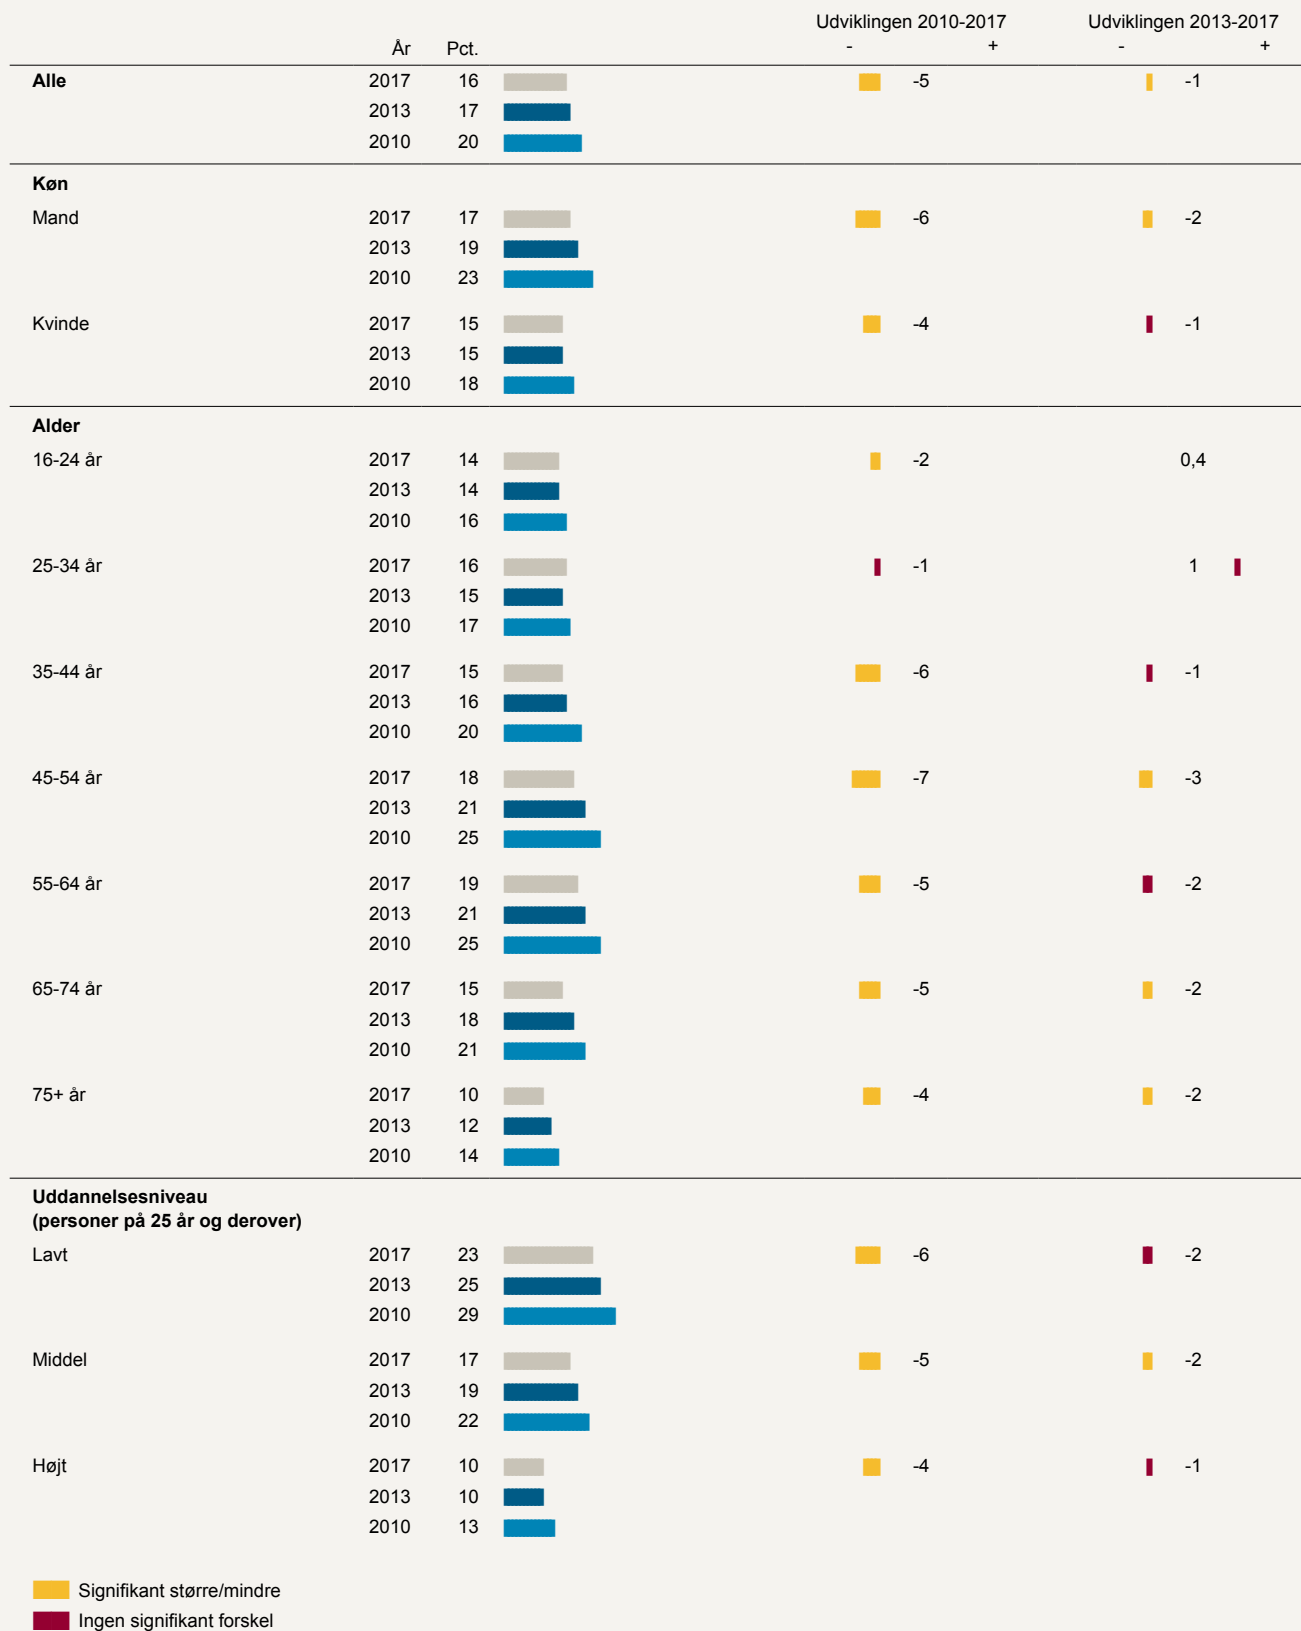 Udviklingen 2010-2017 Udviklingen 2013-2017
År Pct. - + - +
Alle 2017 16 -5 -1
2013 17
2010 20
Køn
Mand 2017 17 -6 -2
2013 19
2010 23
Kvinde 2017 15 -4 -1
2013 15
2010 18
Alder
16-24 år 2017 14 -2 0,4
2013 14
2010 16
25-34 år 2017 16 -1 1
2013 15
2010 17
35-44 år 2017 15 -6 -1
2013 16
2010 20
45-54 år 2017 18 -7 -3
2013 21
2010 25
55-64 år 2017 19 -5 -2
2013 21
2010 25
65-74 år 2017 15 -5 -2
2013 18
2010 21
75+ år 2017 10 -4 -2
2013 12
2010 14
Uddannelsesniveau
(personer på 25 år og derover)
Lavt 2017 23 -6 -2
2013 25
2010 29
Middel 2017 17 -5 -2
2013 19
2010 22
Højt 2017 10 -4 -1
2013 10
2010 13
Signifikant større/mindre
Ingen signifikant forskel